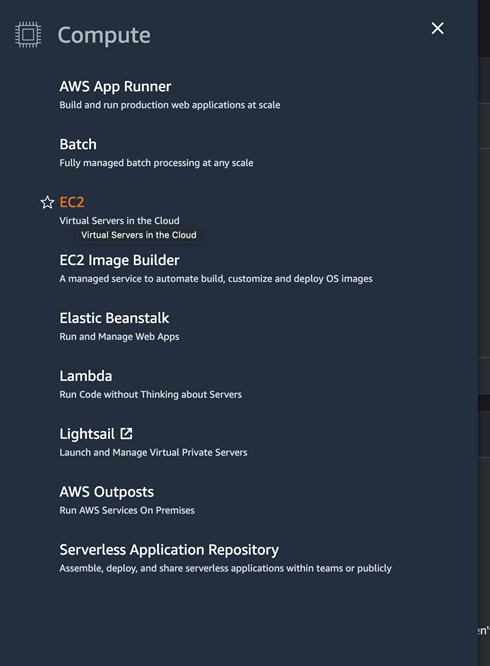 Compute
AWS App Runner
Build and run production web applications at scale
Batch
Fully managed batch processing at any scale
EC2
Virtual Servers in the Cloud
Virtual Servers in the Cloud
EC2 Image Builder
A managed service to automate build, customize and deploy OS images
Elastic Beanstalk
Run and Manage Web Apps
Lambda
Run Code without Thinking about Servers
Lightsail
Launch and Manage Virtual Private Servers
AWS Outposts
Run AWS Services On Premises
Serverless Application Repository
Assemble, deploy, and share serverless applications within teams or publicly